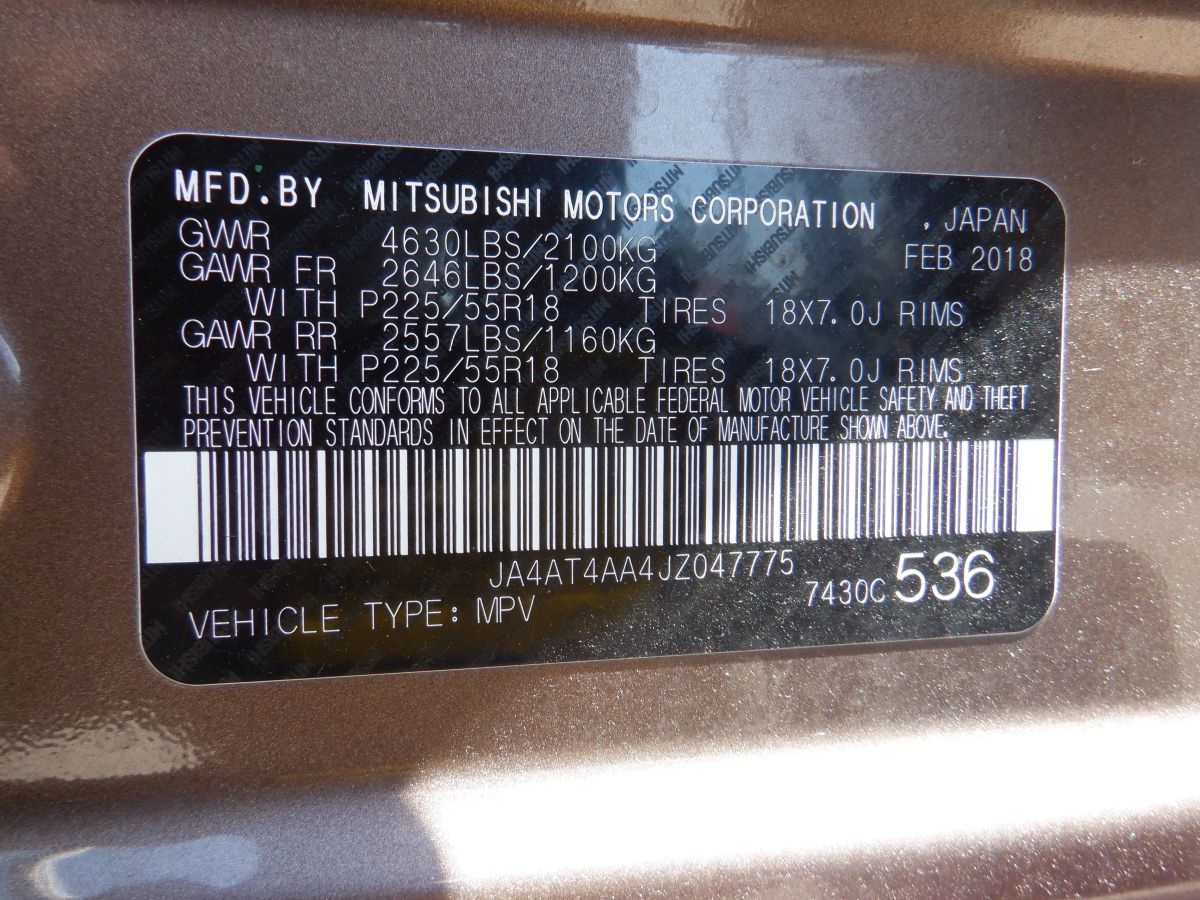 MFD.BY MITSUBISHI MOTORS CORPORATION , JAPAN
GVWR 4630LBS/2100KG FEB 2018
GAWR FR 2646LBS/1200KG
WITH P225/55R18 TIRES 18X7.0J RIMS
GAWR RR 2557LBS/1160KG
WITH P225/55R18 TIRES 18X7.0J RIMS
THIS VEHICLE CONFORMS TO ALL APPLICABLE FEDERAL MOTOR VEHICLE SAFETY AND THEFT
PREVENTION STANDARDS IN EFFECT ON THE DATE OF MANUFACTURE SHOWN ABOVE.
JA4AT4AA4JZ047775
7430C 536
VEHICLE TYPE: MPV